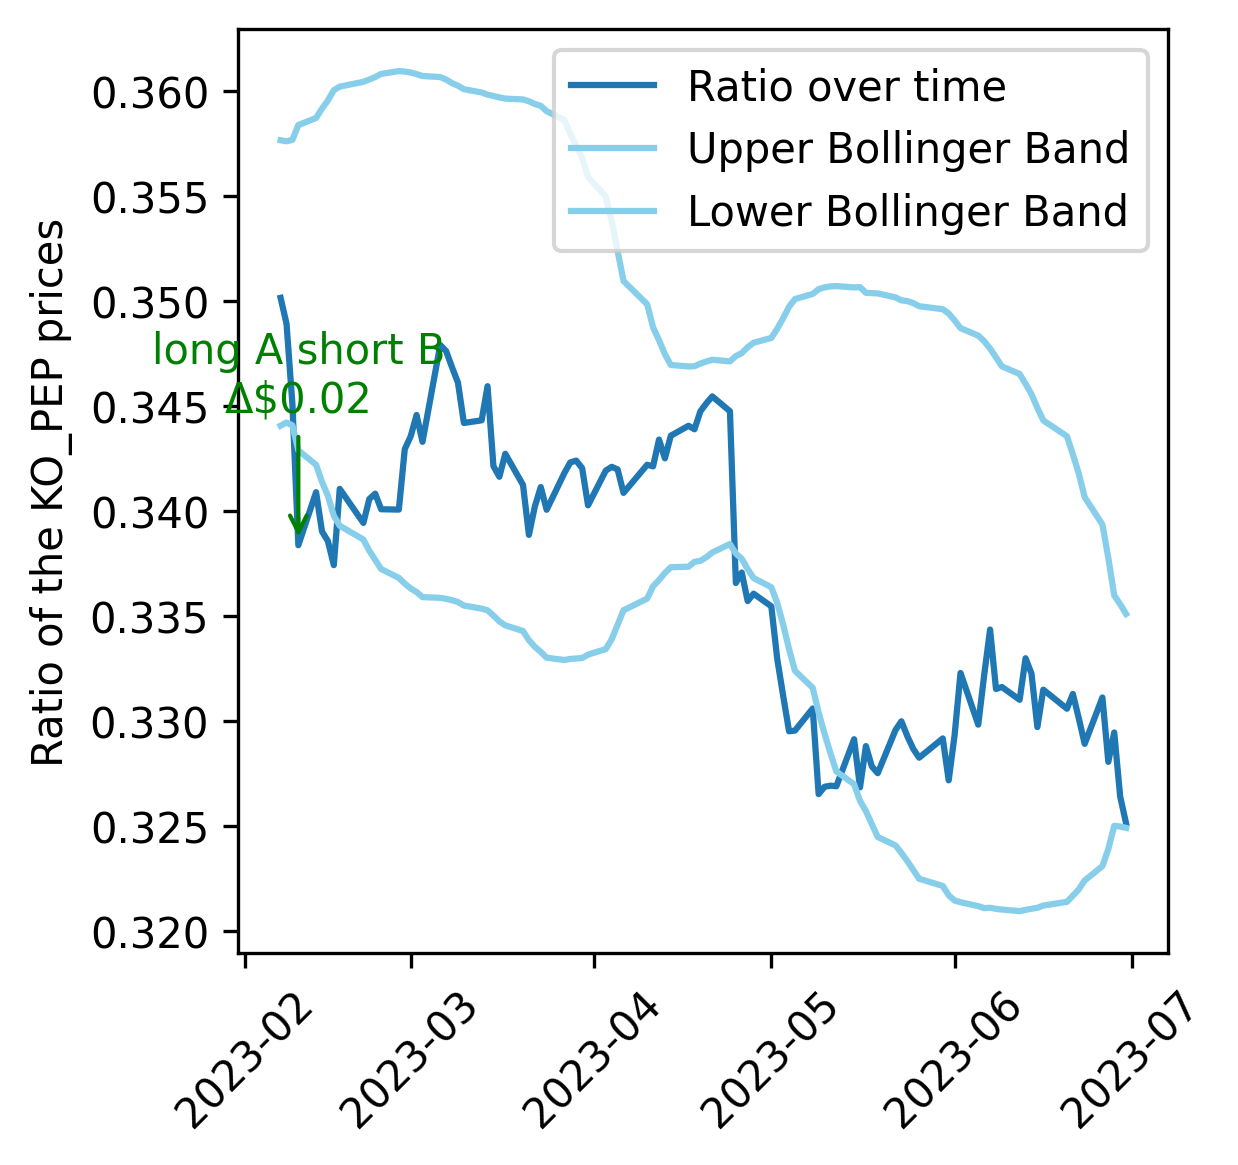 Ratio over time
Upper Bollinger Band
Lower Bollinger Band
long A short B
Δ$0.02
Ratio of the KO_PEP prices
0.360
0.355
0.350
0.345
0.340
0.335
0.330
0.325
0.320
2023-02
2023-03
2023-04
2023-05
2023-06
2023-07